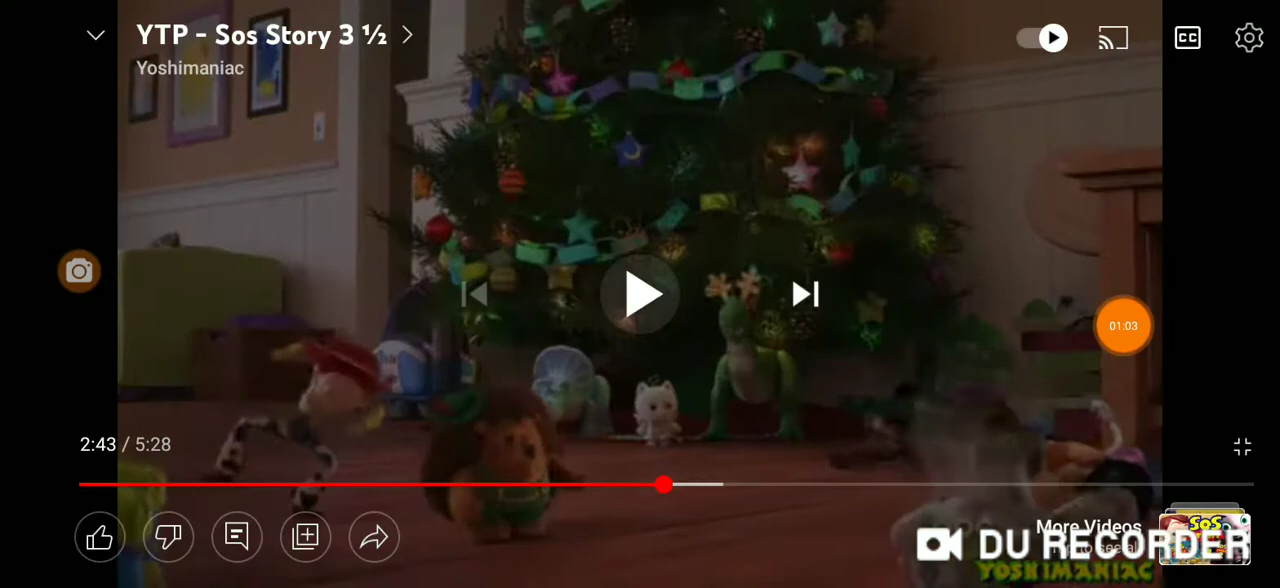 YTP - Sos Story 3 ½
Yoshimaniac
CC
01:03
2:43 / 5:28
More Videos
SOS
DU RECORDER
YOSHIMANIAC